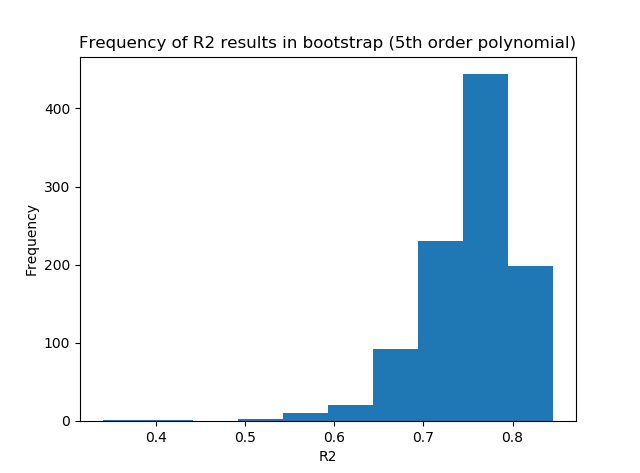 Frequency of R2 results in bootstrap (5th order polynomial)
400
300
200
100
0
Frequency
0.4 0.5 0.6 0.7 0.8
R2